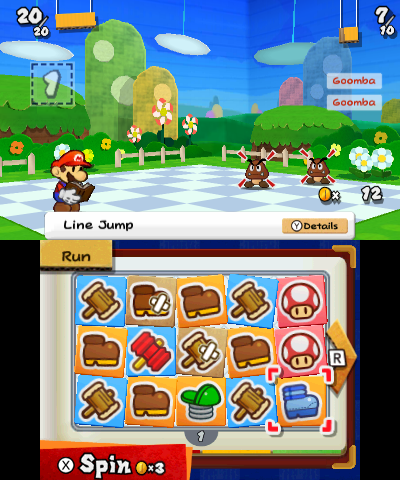 20/20
7/10
1
Goomba
Goomba
× 12
Line Jump
Ⓨ Details
Run
R
1
Ⓧ Spin ×3